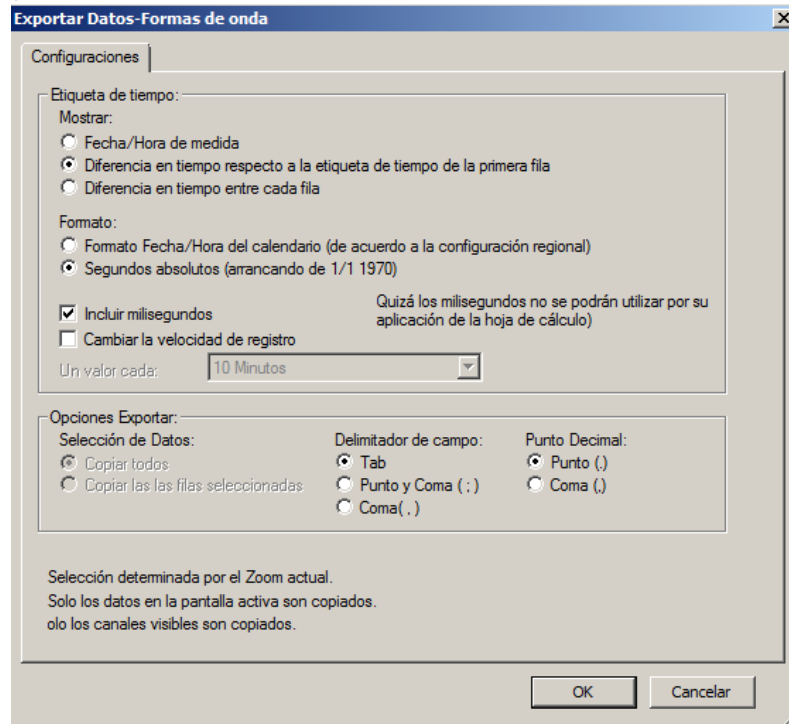 Exportar Datos-Formas de onda
Configuraciones
Etiqueta de tiempo:
Mostrar:
Fecha/Hora de medida
Diferencia en tiempo respecto a la etiqueta de tiempo de la primera fila
Diferencia en tiempo entre cada fila
Formato:
Formato Fecha/Hora del calendario (de acuerdo a la configuración regional)
Segundos absolutos (arrancando de 1/1 1970)
Incluir milisegundos
Quizá los milisegundos no se podrán utilizar por su
aplicación de la hoja de cálculo)
Cambiar la velocidad de registro
Un valor cada:
10 Minutos
Opciones Exportar:
Selección de Datos:
Copiar todos
Copiar las las filas seleccionadas
Delimitador de campo:
Tab
Punto y Coma ( ; )
Coma( , )
Punto Decimal:
Punto (.)
Coma (,)
Selección determinada por el Zoom actual.
Solo los datos en la pantalla activa son copiados.
olo los canales visibles son copiados.
OK
Cancelar